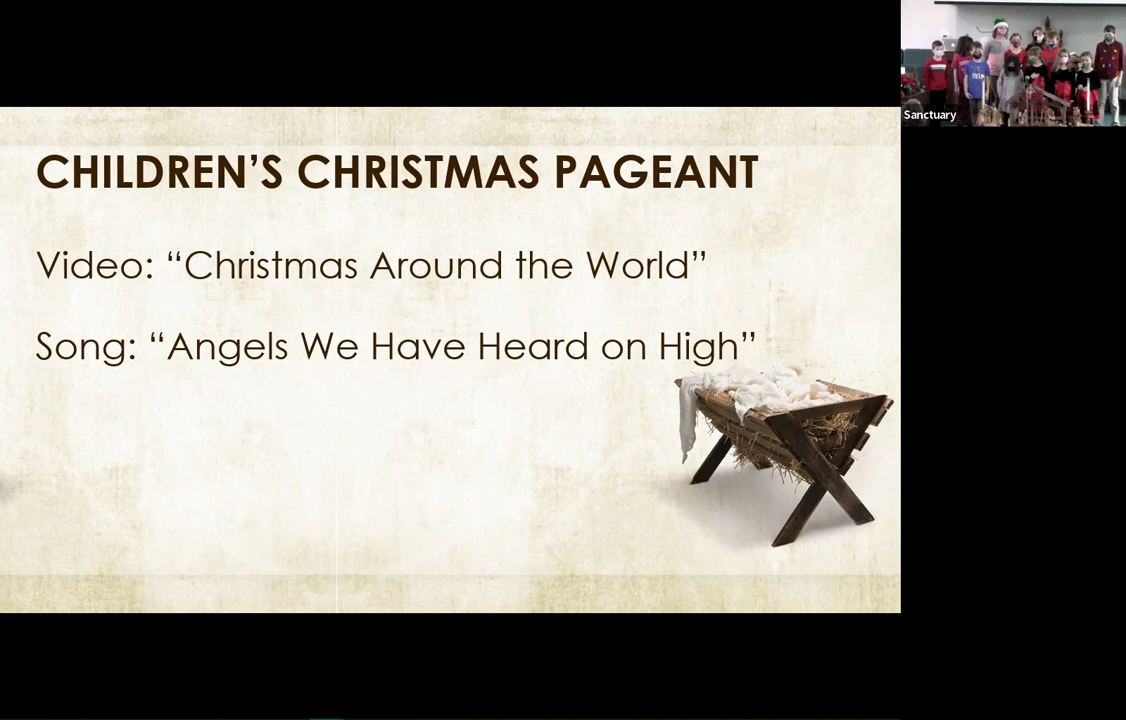 CHILDREN’S CHRISTMAS PAGEANT
Video: “Christmas Around the World”
Song: “Angels We Have Heard on High”
Sanctuary